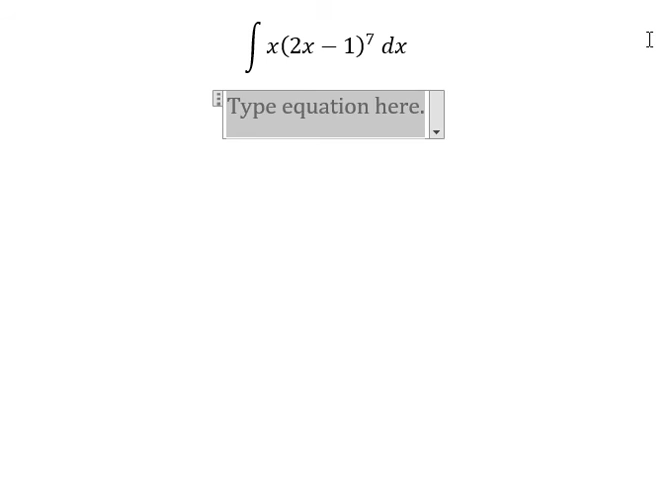 ∫ x(2x − 1)⁷ dx
Type equation here.